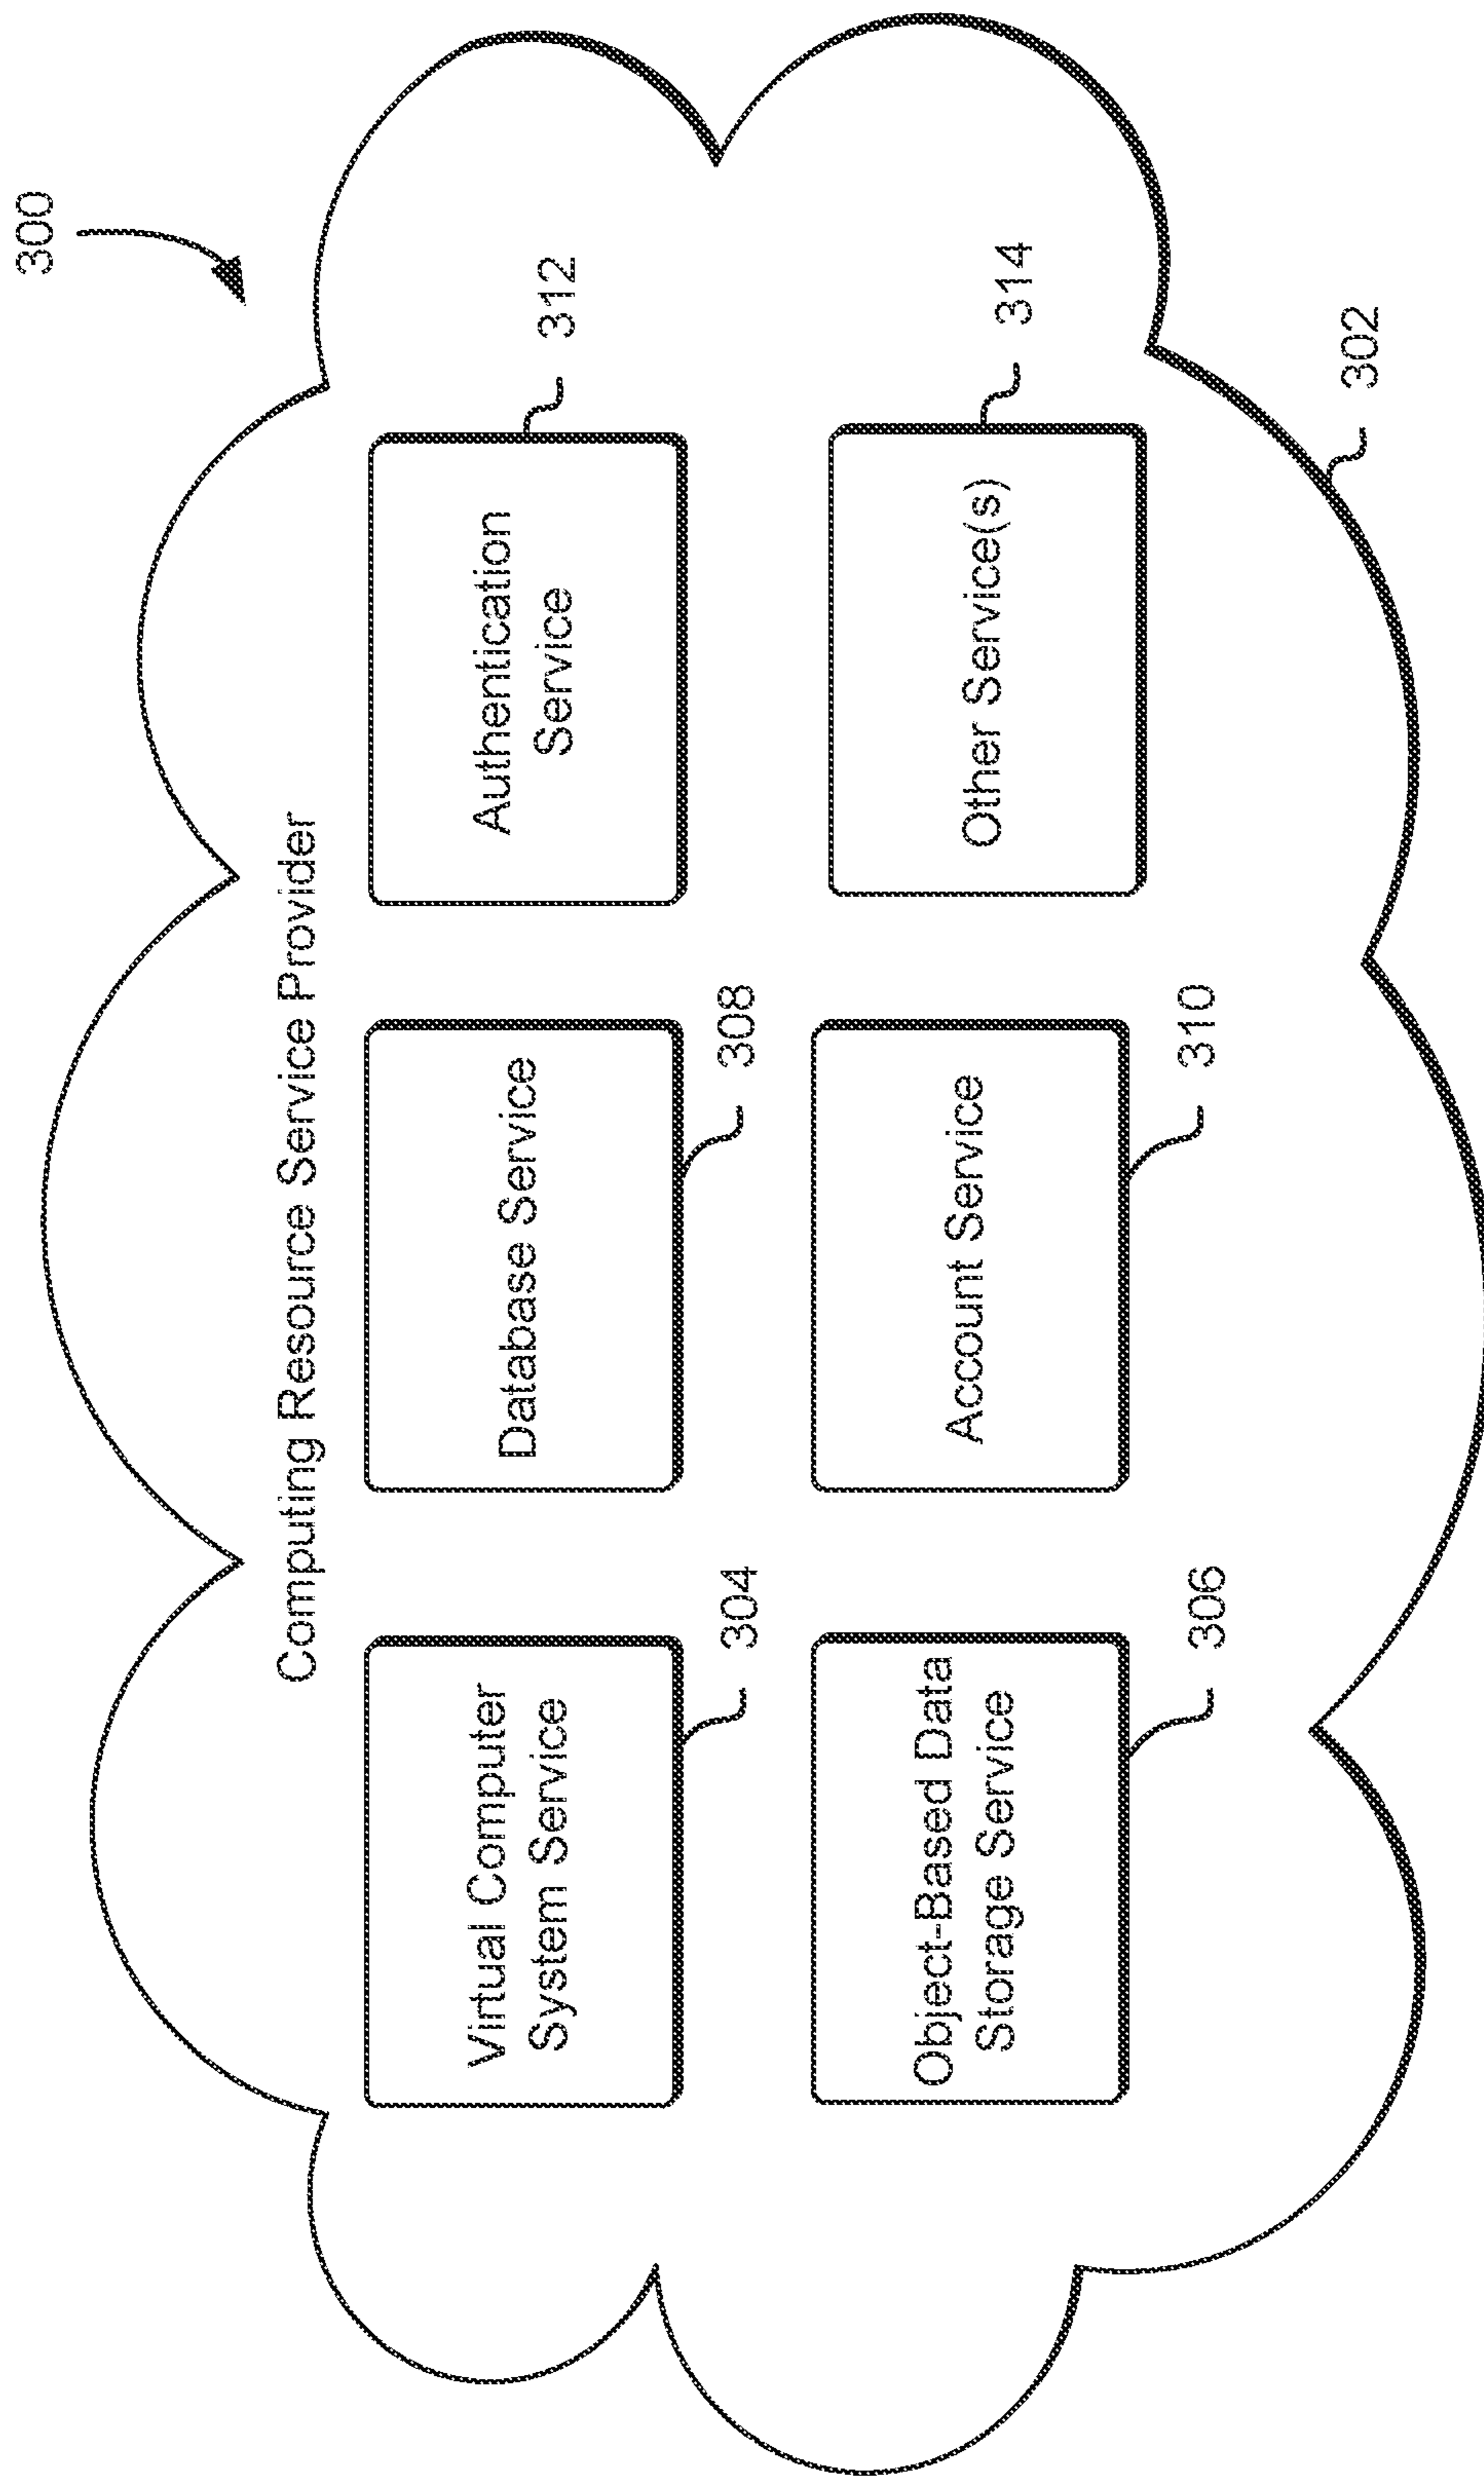 300
Computing Resource Service Provider
Virtual Computer
System Service
304
Database Service
308
Authentication
Service
312
Object-Based Data
Storage Service
306
Account Service
310
Other Service(s)
314
302